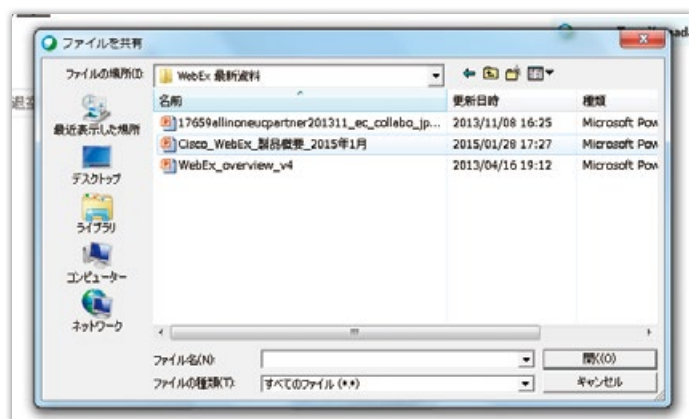 ファイルを共有
ファイルの場所(I):
WebEx 最新資料
名前
更新日時
種類
17659allinoneucpartner201311_ec_collabo_jp...
2013/11/08 16:25
Microsoft Pow
Cisco_WebEx_製品概要_2015年1月
2015/01/28 17:27
Microsoft Pow
WebEx_overview_v4
2013/04/16 19:12
Microsoft Pow
最近表示した場所
デスクトップ
ライブラリ
コンピューター
ネットワーク
ファイル名(N):
開く(O)
ファイルの種類(T):
すべてのファイル (*.*)
キャンセル